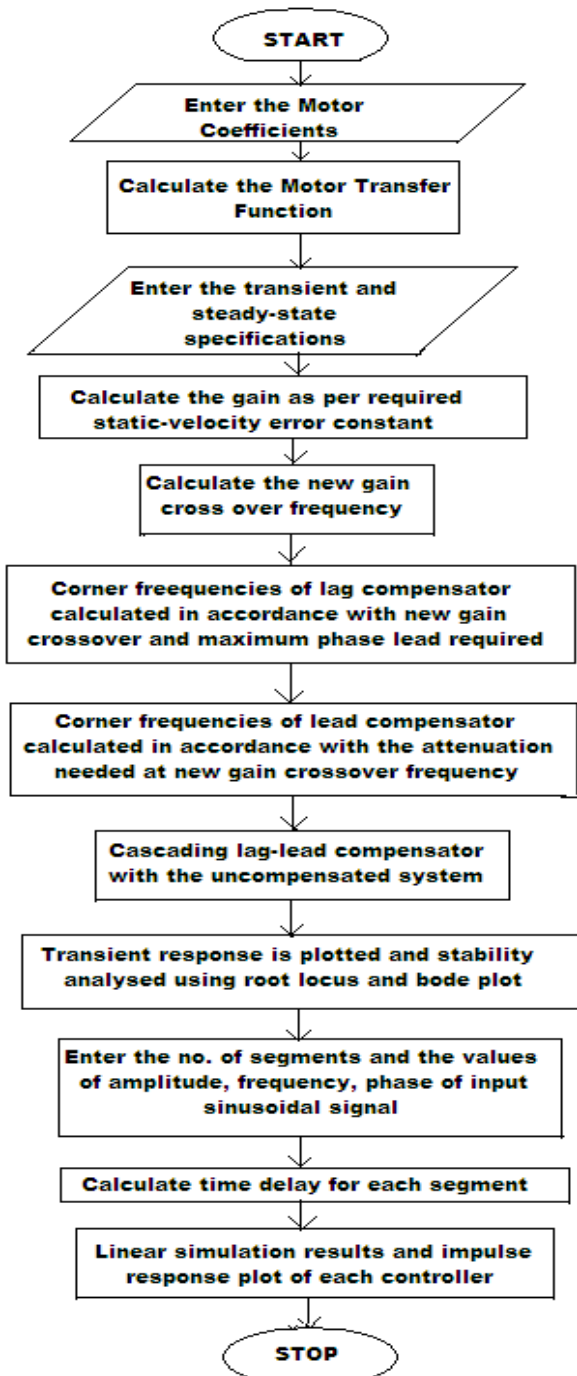 START
Enter the Motor
Coefficients
Calculate the Motor Transfer
Function
Enter the transient and
steady-state
specifications
Calculate the gain as per required
static-velocity error constant
Calculate the new gain
cross over frequency
Corner freequencies of lag compensator
calculated in accordance with new gain
crossover and maximum phase lead required
Corner frequencies of lead compensator
calculated in accordance with the attenuation
needed at new gain crossover frequency
Cascading lag-lead compensator
with the uncompensated system
Transient response is plotted and stability
analysed using root locus and bode plot
Enter the no. of segments and the values
of amplitude, frequency, phase of input
sinusoidal signal
Calculate time delay for each segment
Linear simulation results and impulse
response plot of each controller
STOP